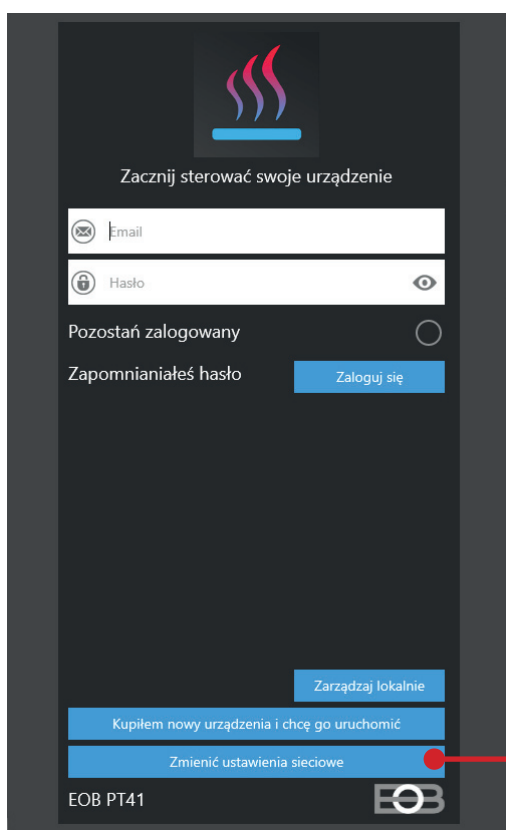 Zacznij sterować swoje urządzenie
Email
Hasło
Pozostań zalogowany
Zapomnianiałeś hasło
Zaloguj się
Zarządzaj lokalnie
Kupiłem nowy urządzenia i chcę go uruchomić
Zmienić ustawienia sieciowe
EOB PT41
EOB